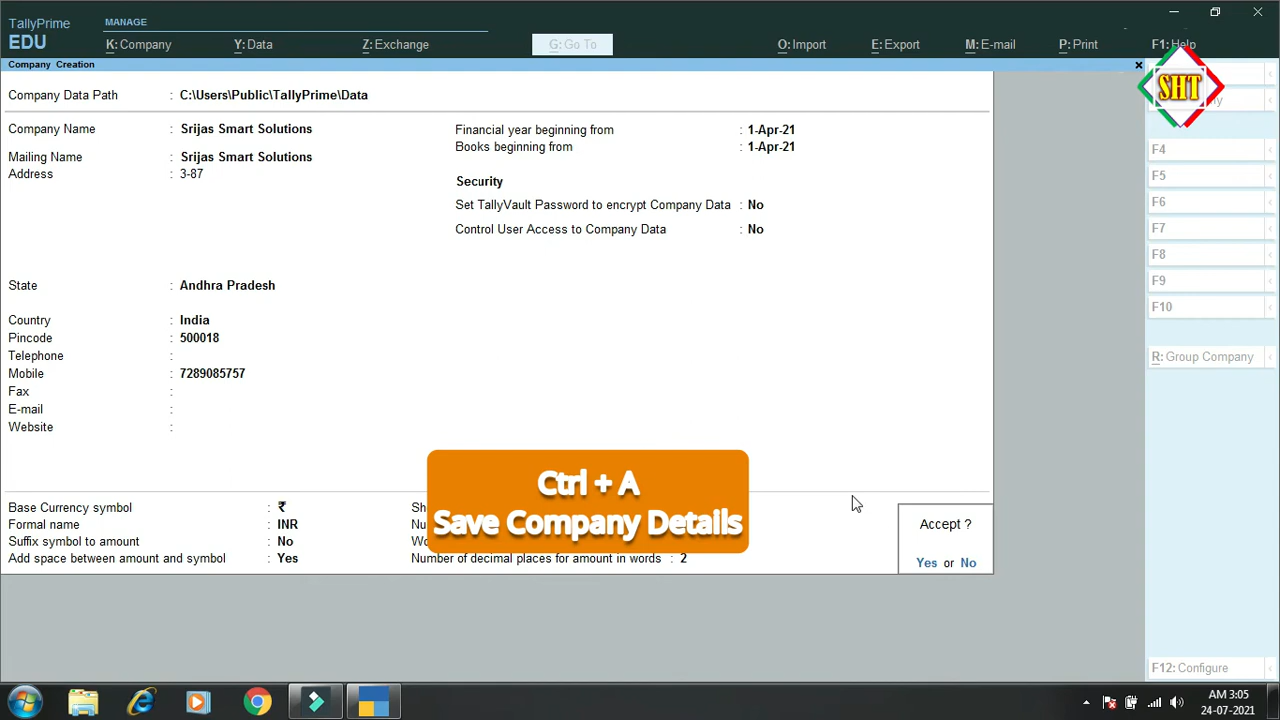 TallyPrime
EDU
MANAGE
K: Company
Y: Data
Z: Exchange
G: Go To
O: Import
E: Export
M: E-mail
P: Print
F1: Help
Company Creation
SHT
Company Data Path : C:\Users\Public\TallyPrime\Data
Company Name : Srijas Smart Solutions
Mailing Name : Srijas Smart Solutions
Address : 3-87
State : Andhra Pradesh
Country : India
Pincode : 500018
Telephone :
Mobile : 7289085757
Fax :
E-mail :
Website :
Financial year beginning from : 1-Apr-21
Books beginning from : 1-Apr-21
Security
Set TallyVault Password to encrypt Company Data : No
Control User Access to Company Data : No
Base Currency symbol : ₹
Formal name : INR
Suffix symbol to amount : No
Add space between amount and symbol : Yes
Number of decimal places for amount in words : 2
Ctrl + A
Save Company Details
Accept ?
Yes or No
F4
F5
F6
F7
F8
F9
F10
R: Group Company
F12: Configure
AM 3:05
24-07-2021